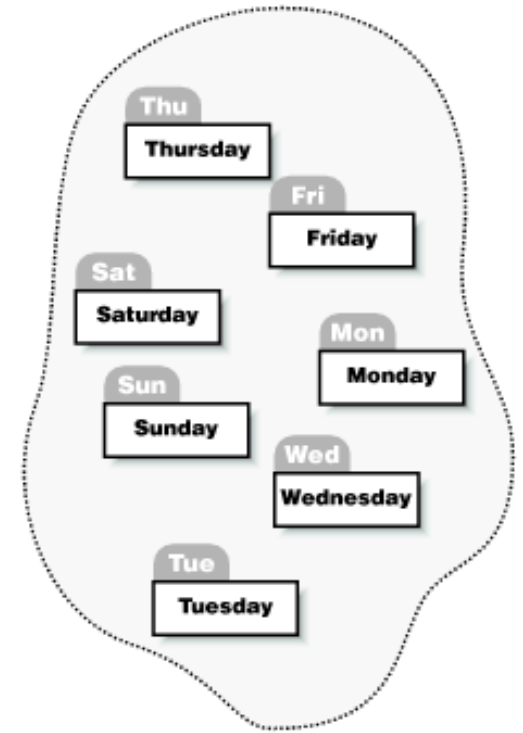 Thu
Thursday
Fri
Friday
Sat
Saturday
Mon
Monday
Sun
Sunday
Wed
Wednesday
Tue
Tuesday